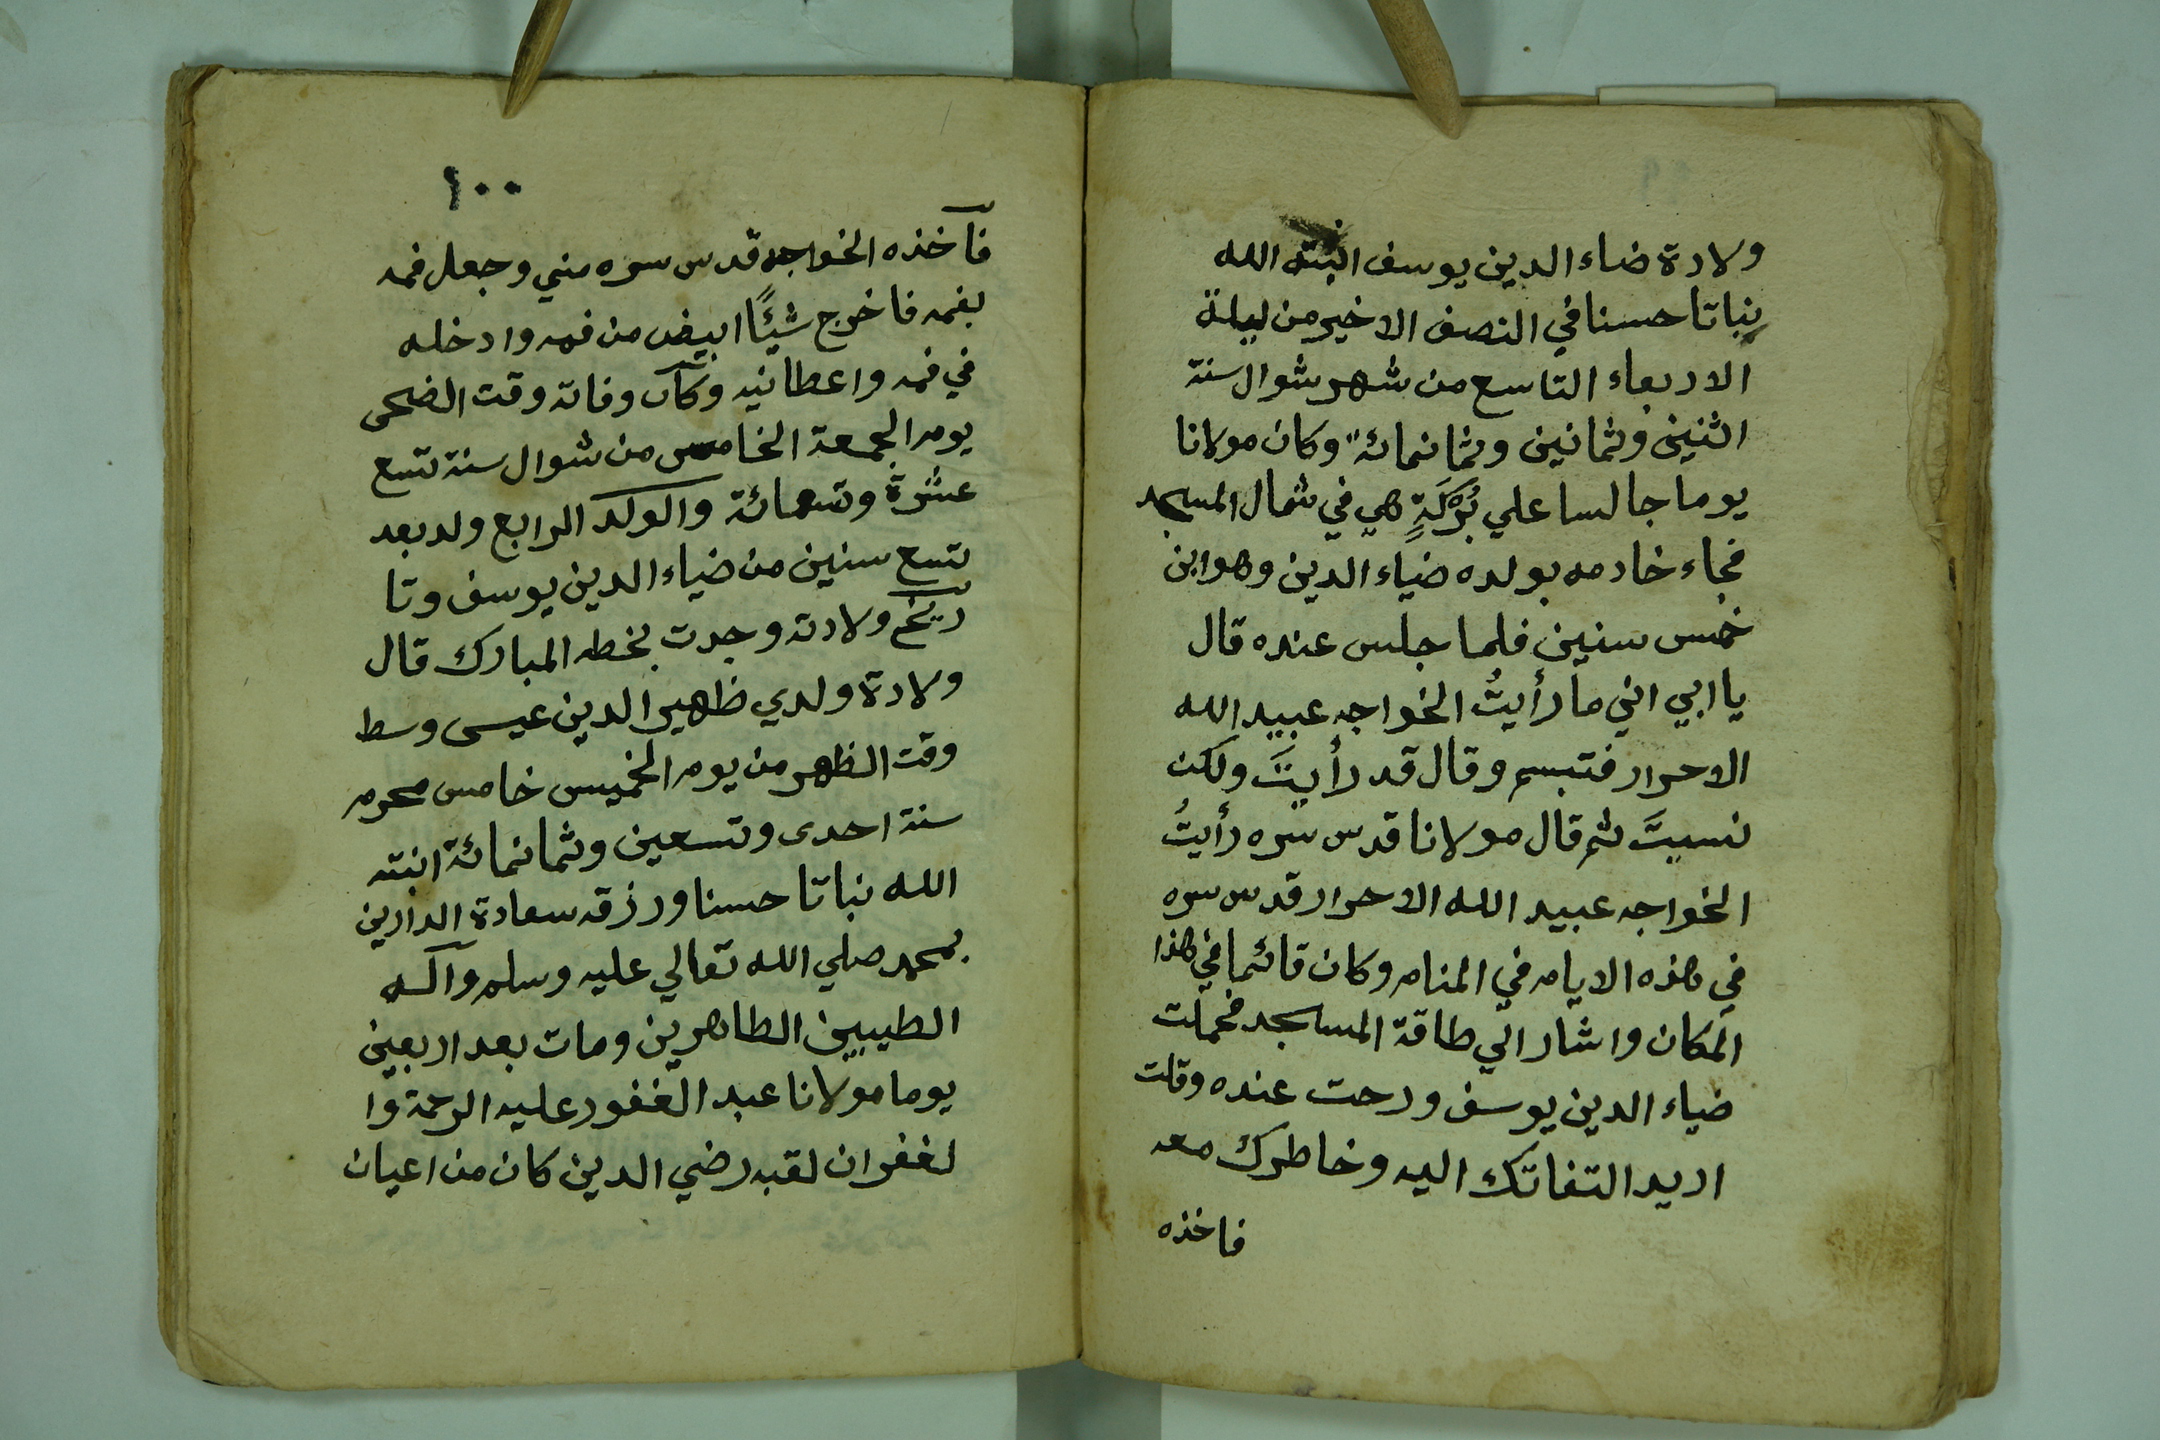 ولادة ضاء الدين يوسف انبته الله
نباتا حسنا في النصف الاخير من ليلة
الاربعاء التاسع من شهر شوال سنة
اثنين وثمانين وثمانمائة وكان مولانا
يوما جالسا علي بُرْكَةٍ هي في شمال المسجد
فجاء خادمه بولده ضياء الدين وهو ابن
خمس سنين فلما جلس عنده قال
يا ابي اني ما رأيتُ الخواجه عبيد الله
الاحرار فتبسم وقال قد رأيتَ ولكن
نسيتَ ثم قال مولانا قدس سره رأيتُ
الخواجه عبيد الله الاحرار قدس سره
في هذه الايام في المنام وكان قائما في هذا
المكان واشار الي طاقة المسجد فحملت
ضياء الدين يوسف ورحت عنده وقلت
اريد التفاتك اليه وخاطرك معه
فاخذه
١٠٠
فآخذه الخواجه قدس سره مني وجعل فمه
بفمه فاخرج شيئًا ابيض من فمه وادخله
في فمه واعطانيه وكان وفاته وقت الضحى
يوم الجمعة الخامس من شوال سنة تسع
عشرة وتسعمائة والولد الرابع ولد بعد
تسع سنين من ضياء الدين يوسف وتا
ريخ ولادته وجدت بخطه المبارك قال
ولادة ولدي ظهير الدين عيسى وسط
وقت الظهر من يوم الخميس خامس محرم
سنة احدى وتسعين وثمانمائة انبته
الله نباتا حسنا ورزقه سعادة الدارين
بمحمد صلي الله تعالي عليه وسلم وآله
الطيبين الطاهرين ومات بعد اربعين
يوما مولانا عبد الغفور عليه الرحمة وا
لغفران لقبه رضي الدين كان من اعيان